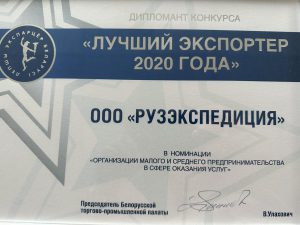 ДИПЛОМАНТ КОНКУРСА
«ЛУЧШИЙ ЭКСПОРТЕР
2020 ГОДА»
ООО «РУЗЭКСПЕДИЦИЯ»
В НОМИНАЦИИ
«ОРГАНИЗАЦИИ МАЛОГО И СРЕДНЕГО ПРЕДПРИНИМАТЕЛЬСТВА
В СФЕРЕ ОКАЗАНИЯ УСЛУГ»
Председатель Белорусской
торгово-промышленной палаты
В.Улахович